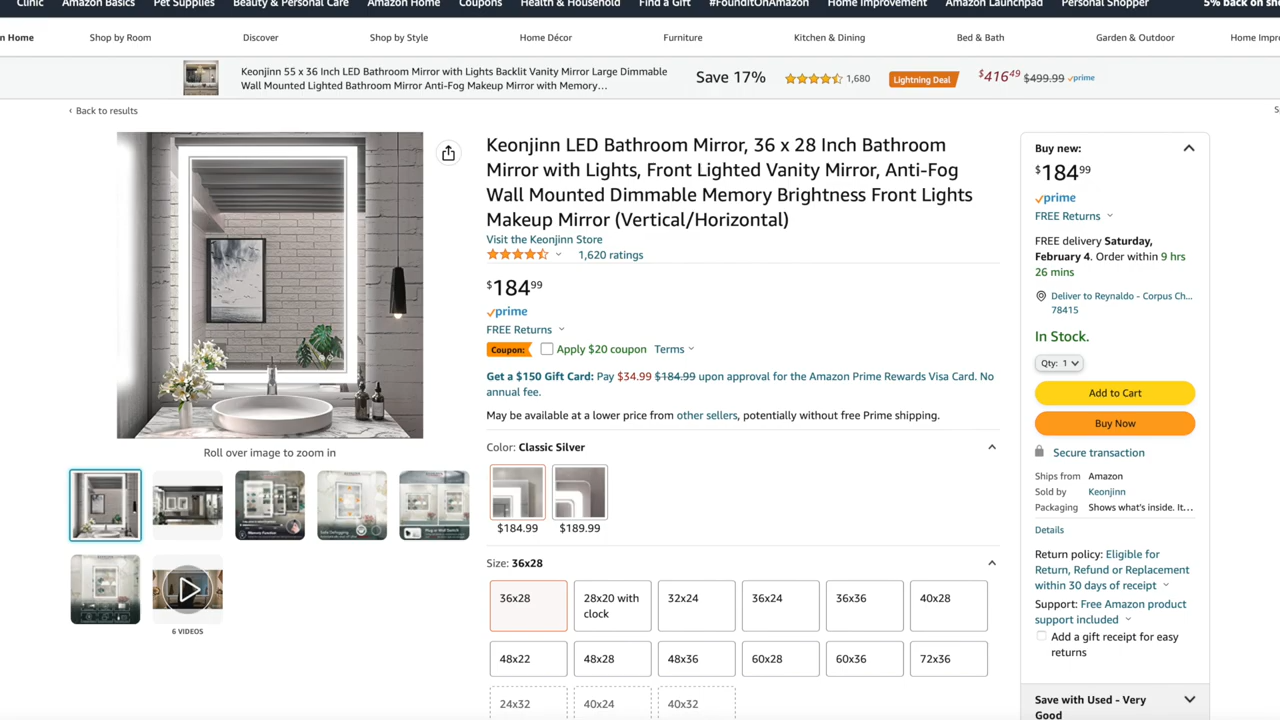 Clinic Amazon Basics Pet Supplies Beauty & Personal Care Amazon Home Coupons Health & Household Find a Gift #FoundItOnAmazon Home Improvement Amazon Launchpad Personal Shopper 5% back on
n Home Shop by Room Discover Shop by Style Home Décor Furniture Kitchen & Dining Bed & Bath Garden & Outdoor Home Impro
Keonjinn 55 x 36 Inch LED Bathroom Mirror with Lights Backlit Vanity Mirror Large Dimmable
Wall Mounted Lighted Bathroom Mirror Anti-Fog Makeup Mirror with Memory…
Save 17% 1,680 Lightning Deal $416.49 $499.99 prime
‹ Back to results
Keonjinn LED Bathroom Mirror, 36 x 28 Inch Bathroom
Mirror with Lights, Front Lighted Vanity Mirror, Anti-Fog
Wall Mounted Dimmable Memory Brightness Front Lights
Makeup Mirror (Vertical/Horizontal)
Visit the Keonjinn Store
1,620 ratings
$184.99
prime
FREE Returns
Coupon: Apply $20 coupon Terms
Get a $150 Gift Card: Pay $34.99 $184.99 upon approval for the Amazon Prime Rewards Visa Card. No
annual fee.
May be available at a lower price from other sellers, potentially without free Prime shipping.
Roll over image to zoom in
6 VIDEOS
Color: Classic Silver
$184.99 $189.99
Size: 36x28
36x28 28x20 with clock 32x24 36x24 36x36 40x28
48x22 48x28 48x36 60x28 60x36 72x36
24x32 40x24 40x32
Buy new:
$184.99
prime
FREE Returns
FREE delivery Saturday,
February 4. Order within 9 hrs
26 mins
Deliver to Reynaldo - Corpus Ch…
78415
In Stock.
Qty: 1
Add to Cart
Buy Now
Secure transaction
Ships from Amazon
Sold by Keonjinn
Packaging Shows what's inside. It…
Details
Return policy: Eligible for
Return, Refund or Replacement
within 30 days of receipt
Support: Free Amazon product
support included
Add a gift receipt for easy
returns
Save with Used - Very
Good